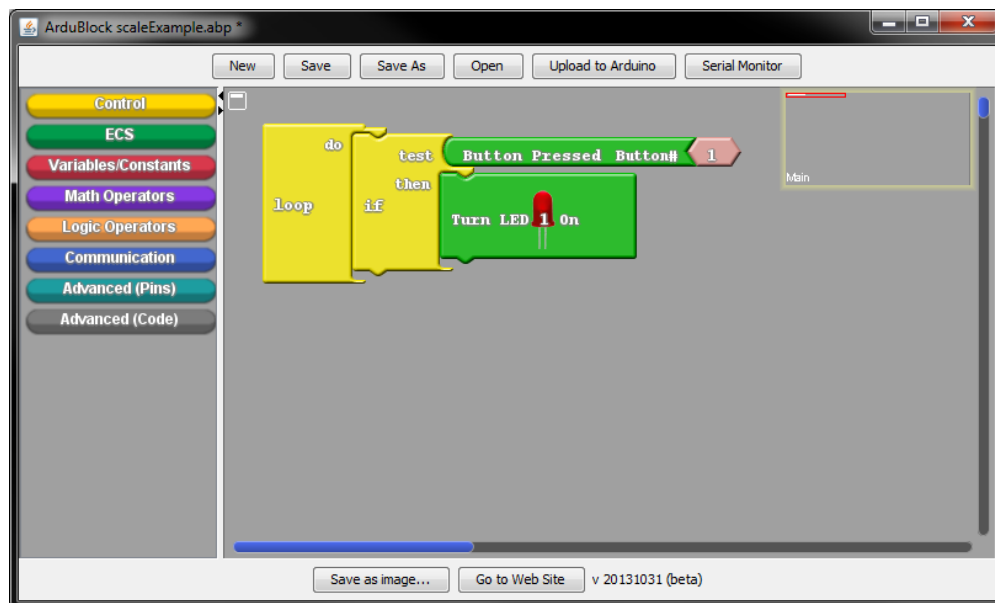 ArduBlock scaleExample.abp *
New Save Save As Open Upload to Arduino Serial Monitor
Control
ECS
Variables/Constants
Math Operators
Logic Operators
Communication
Advanced (Pins)
Advanced (Code)
do
test
Button Pressed Button# 1
then
loop
if
Turn LED 1 On
Main
Save as image... Go to Web Site v 20131031 (beta)